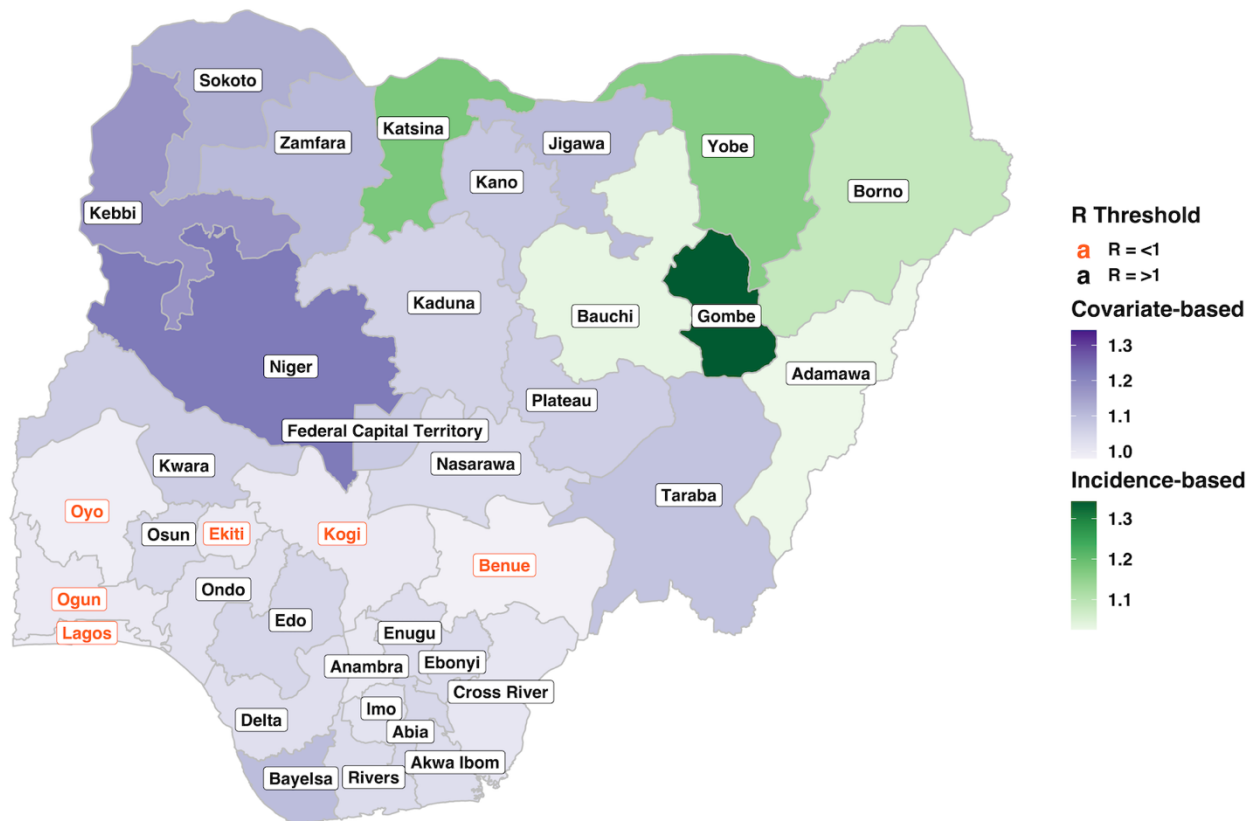 Sokoto
Katsina
Zamfara
Jigawa
Yobe
Kano
Borno
Kebbi
Kaduna
Bauchi
Gombe
Niger
Adamawa
Plateau
Federal Capital Territory
Kwara
Nasarawa
Taraba
Oyo
Osun
Ekiti
Kogi
Benue
Ogun
Ondo
Edo
Lagos
Enugu
Anambra
Ebonyi
Cross River
Delta
Imo
Abia
Akwa Ibom
Bayelsa
Rivers
R Threshold
a R = <1
a R = >1
Covariate-based
1.3
1.2
1.1
1.0
Incidence-based
1.3
1.2
1.1